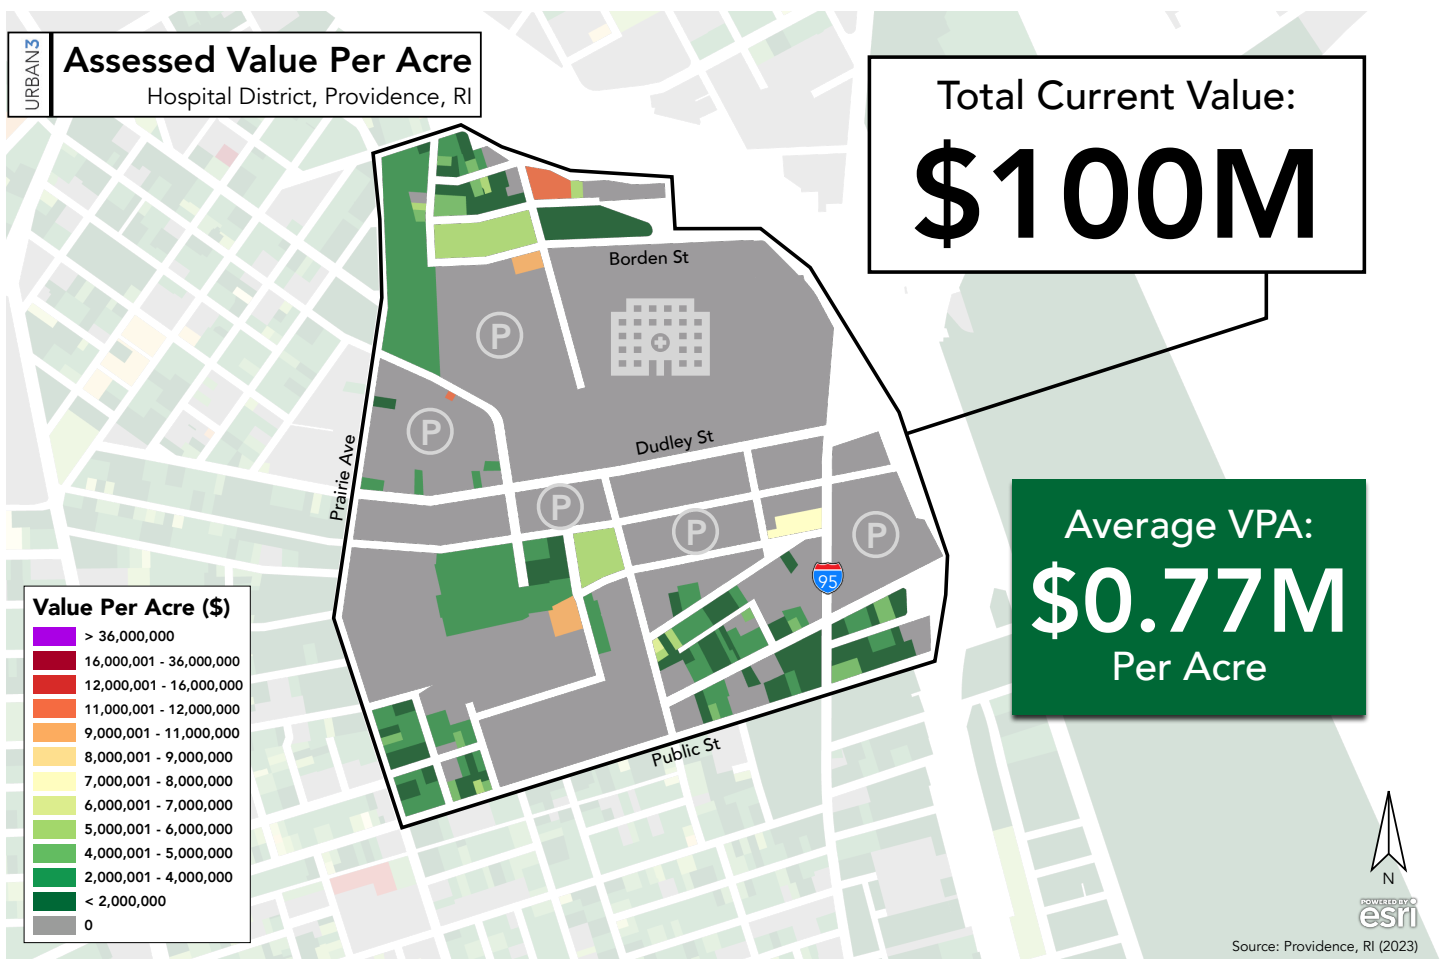 URBAN3
Assessed Value Per Acre
Hospital District, Providence, RI
Total Current Value:
$100M
Borden St
P
P
Dudley St
Prairie Ave
P
P
P
95
Average VPA:
$0.77M
Per Acre
Public St
Value Per Acre ($)
> 36,000,000
16,000,001 - 36,000,000
12,000,001 - 16,000,000
11,000,001 - 12,000,000
9,000,001 - 11,000,000
8,000,001 - 9,000,000
7,000,001 - 8,000,000
6,000,001 - 7,000,000
5,000,001 - 6,000,000
4,000,001 - 5,000,000
2,000,001 - 4,000,000
< 2,000,000
0
N
POWERED BY
esri
Source: Providence, RI (2023)